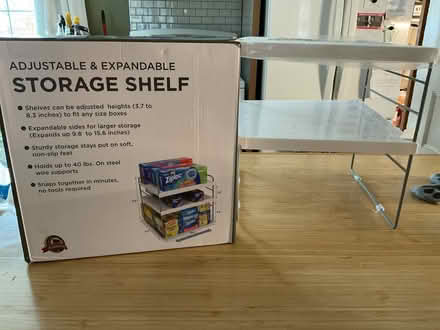 ADJUSTABLE & EXPANDABLE
STORAGE SHELF
Shelves can be adjusted heights (3.7 to
8.3 inches) to fit any size boxes
Expandable sides for larger storage
(Expands up 9.8 to 15.6 inches)
Sturdy storage stays put on soft,
non-slip feet
Holds up to 40 lbs. On steel
wire supports
Snaps together in minutes,
no tools required
Ziploc